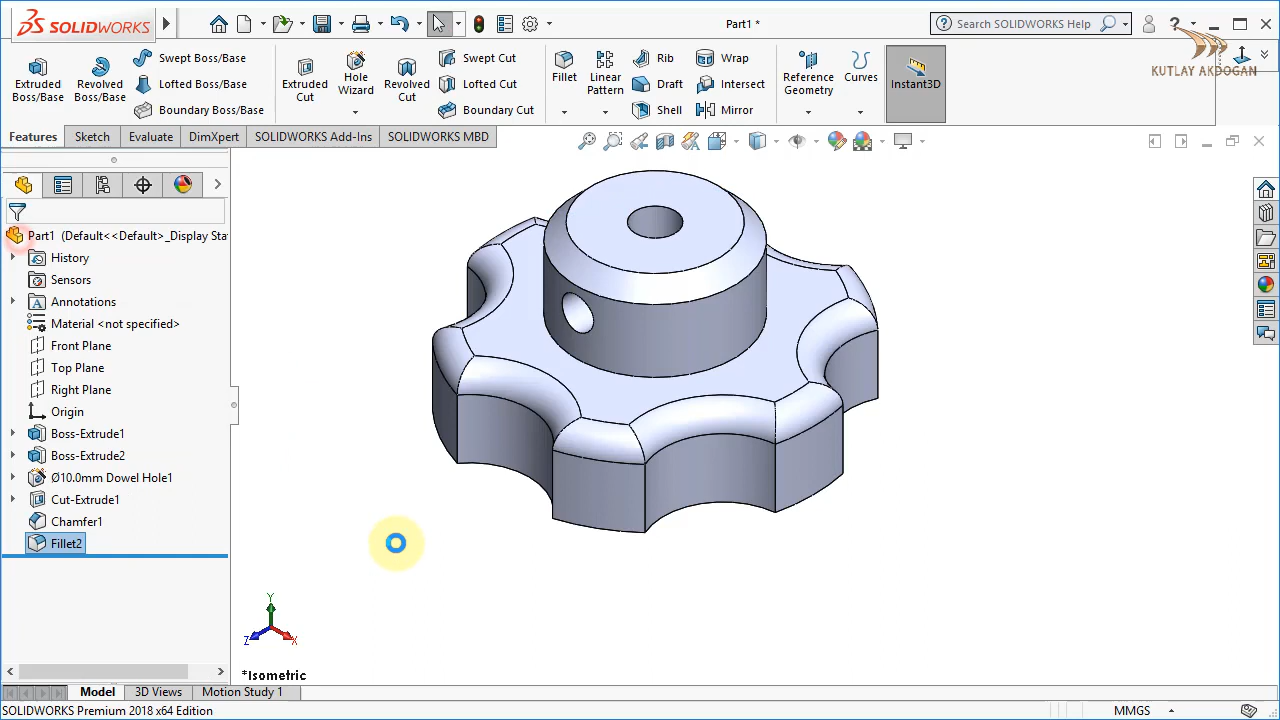 SOLIDWORKS
Part1 *
Search SOLIDWORKS Help
?
KUTLAY AKDOGAN
Extruded Boss/Base
Revolved Boss/Base
Swept Boss/Base
Lofted Boss/Base
Boundary Boss/Base
Extruded Cut
Hole Wizard
Revolved Cut
Swept Cut
Lofted Cut
Boundary Cut
Fillet
Linear Pattern
Rib
Draft
Shell
Wrap
Intersect
Mirror
Reference Geometry
Curves
Instant3D
Features
Sketch
Evaluate
DimXpert
SOLIDWORKS Add-Ins
SOLIDWORKS MBD
Part1 (Default<<Default>_Display Sta
History
Sensors
Annotations
Material <not specified>
Front Plane
Top Plane
Right Plane
Origin
Boss-Extrude1
Boss-Extrude2
Ø10.0mm Dowel Hole1
Cut-Extrude1
Chamfer1
Fillet2
Y
Z
X
*Isometric
Model
3D Views
Motion Study 1
SOLIDWORKS Premium 2018 x64 Edition
MMGS